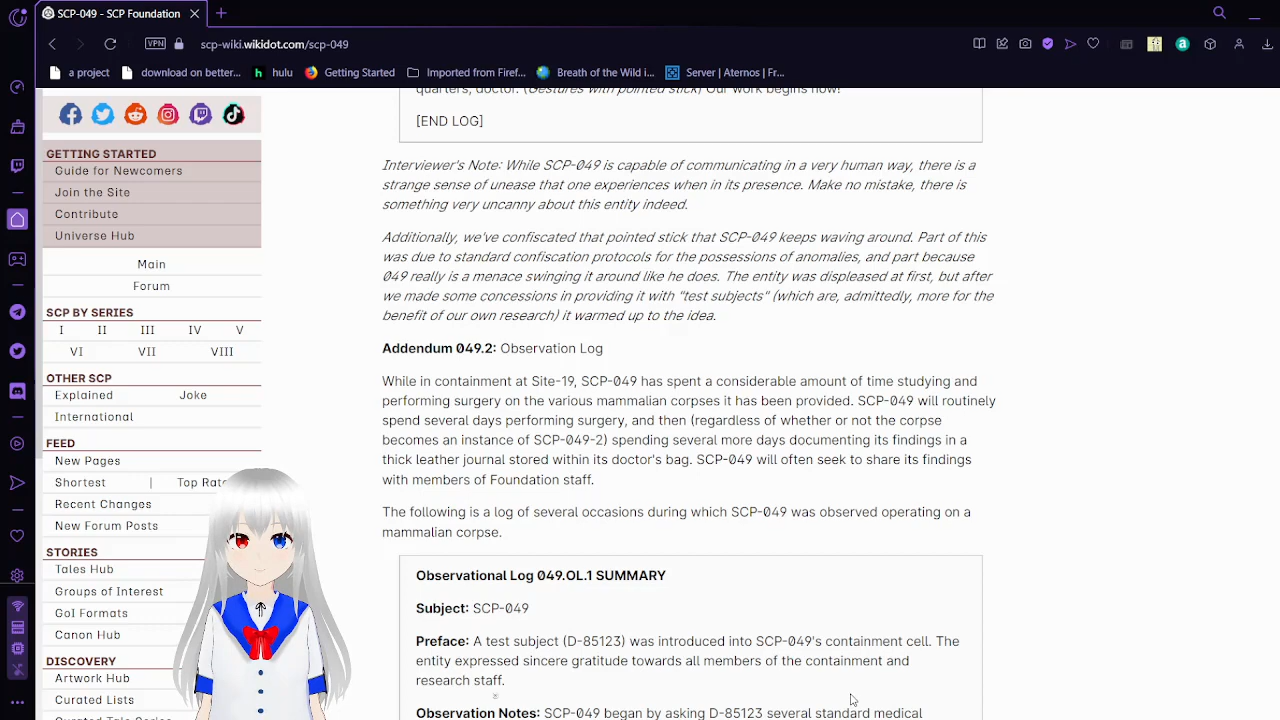 SCP-049 - SCP Foundation
VPN
scp-wiki.wikidot.com/scp-049
a project
download on better...
hulu
Getting Started
Imported from Firef...
Breath of the Wild i...
Server | Aternos | Fr...
GETTING STARTED
Guide for Newcomers
Join the Site
Contribute
Universe Hub
Main
Forum
SCP BY SERIES
I II III IV V
VI VII VIII
OTHER SCP
Explained Joke
International
FEED
New Pages
Shortest | Top Rate
Recent Changes
New Forum Posts
STORIES
Tales Hub
Groups of Interest
GoI Formats
Canon Hub
DISCOVERY
Artwork Hub
Curated Lists
quarters, doctor. (Gestures with pointed stick) Our work begins now!
[END LOG]
Interviewer's Note: While SCP-049 is capable of communicating in a very human way, there is a
strange sense of unease that one experiences when in its presence. Make no mistake, there is
something very uncanny about this entity indeed.
Additionally, we've confiscated that pointed stick that SCP-049 keeps waving around. Part of this
was due to standard confiscation protocols for the possessions of anomalies, and part because
049 really is a menace swinging it around like he does. The entity was displeased at first, but after
we made some concessions in providing it with "test subjects" (which are, admittedly, more for the
benefit of our own research) it warmed up to the idea.
Addendum 049.2: Observation Log
While in containment at Site-19, SCP-049 has spent a considerable amount of time studying and
performing surgery on the various mammalian corpses it has been provided. SCP-049 will routinely
spend several days performing surgery, and then (regardless of whether or not the corpse
becomes an instance of SCP-049-2) spending several more days documenting its findings in a
thick leather journal stored within its doctor's bag. SCP-049 will often seek to share its findings
with members of Foundation staff.
The following is a log of several occasions during which SCP-049 was observed operating on a
mammalian corpse.
Observational Log 049.OL.1 SUMMARY
Subject: SCP-049
Preface: A test subject (D-85123) was introduced into SCP-049's containment cell. The
entity expressed sincere gratitude towards all members of the containment and
research staff.
Observation Notes: SCP-049 began by asking D-85123 several standard medical